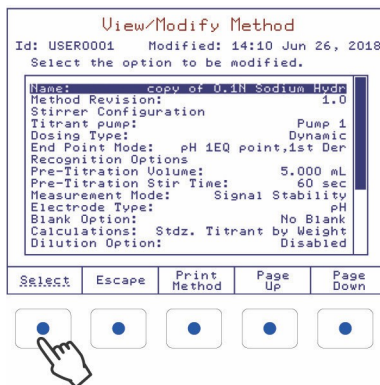 View/Modify Method
Id: USER0001 Modified: 14:10 Jun 26, 2018
Select the option to be modified.
Name: copy of 0.1N Sodium Hydr
Method Revision: 1.0
Stirrer Configuration
Titrant pump: Pump 1
Dosing Type: Dynamic
End Point Mode: pH 1EQ point,1st Der
Recognition Options
Pre-Titration Volume: 5.000 mL
Pre-Titration Stir Time: 60 sec
Measurement Mode: Signal Stability
Electrode Type: pH
Blank Option: No Blank
Calculations: Stdz. Titrant by Weight
Dilution Option: Disabled
Select Escape Print Method Page Up Page Down